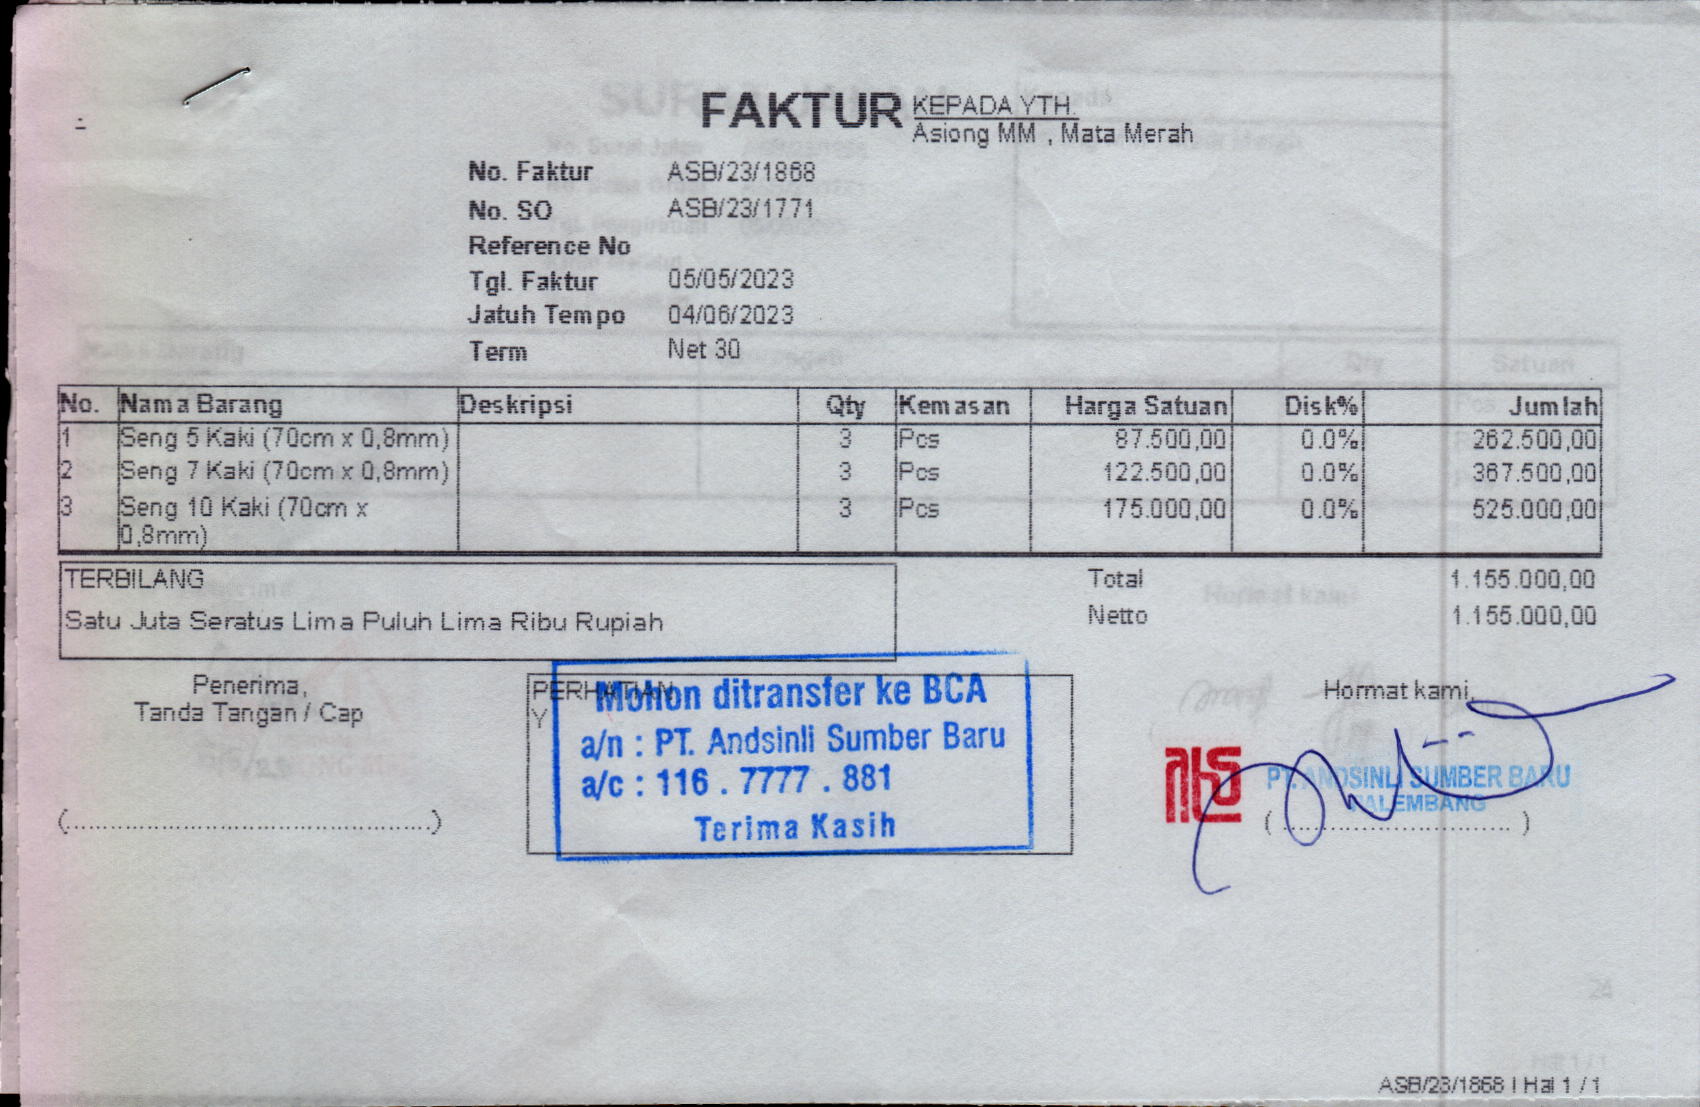 FAKTUR
KEPADA YTH.
Asiong MM , Mata Merah
No. Faktur ASB/23/1868
No. SO ASB/23/1771
Reference No
Tgl. Faktur 05/05/2023
Jatuh Tempo 04/06/2023
Term Net 30
No. Nama Barang Deskripsi Qty Kemasan Harga Satuan Disk% Jumlah
1 Seng 5 Kaki (70cm x 0,8mm) 3 Pcs 87.500,00 0.0% 262.500,00
2 Seng 7 Kaki (70cm x 0,8mm) 3 Pcs 122.500,00 0.0% 367.500,00
3 Seng 10 Kaki (70cm x 3 Pcs 175.000,00 0.0% 525.000,00
0,8mm)
TERBILANG
Satu Juta Seratus Lima Puluh Lima Ribu Rupiah
Total 1.155.000,00
Netto 1.155.000,00
Penerima,
Tanda Tangan / Cap
(................................................)
PERHATIAN
Y
Mohon ditransfer ke BCA
a/n : PT. Andsinli Sumber Baru
a/c : 116 . 7777 . 881
Terima Kasih
Hormat kami,
PT. ANDSINLI SUMBER BARU
PALEMBANG
( .............................. )
ASB/23/1868 | Hal 1 / 1